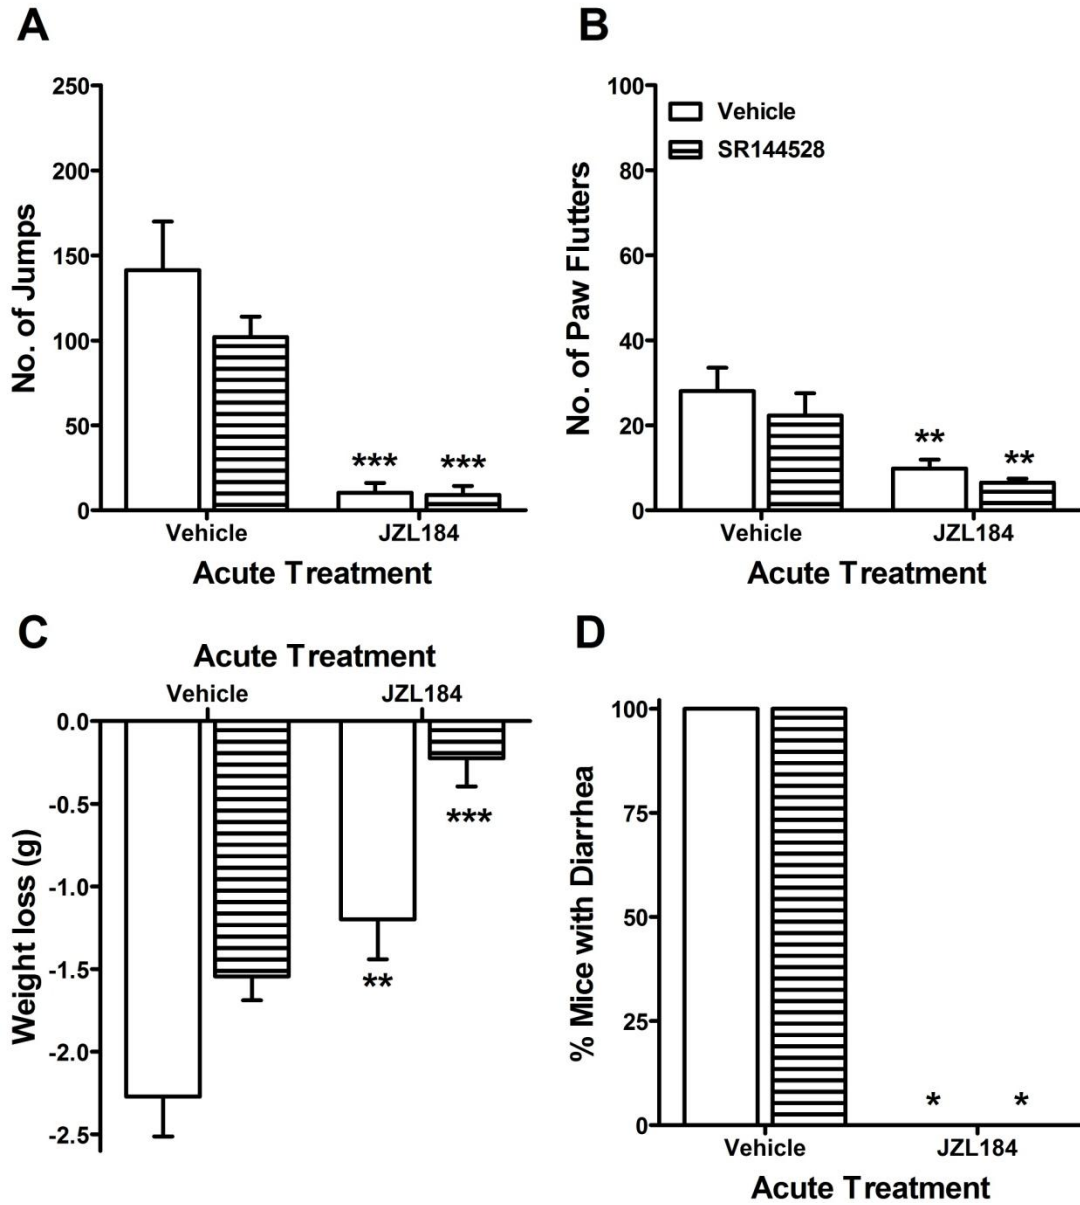 A
250
200
150
100
50
0
No. of Jumps
*** ***
Vehicle JZL184
Acute Treatment
B
100
80
60
40
20
0
No. of Paw Flutters
Vehicle
SR144528
** **
Vehicle JZL184
Acute Treatment
C
Acute Treatment
Vehicle JZL184
0.0
-0.5
-1.0
-1.5
-2.0
-2.5
Weight loss (g)
***
**
D
100
75
50
25
0
% Mice with Diarrhea
* *
Vehicle JZL184
Acute Treatment